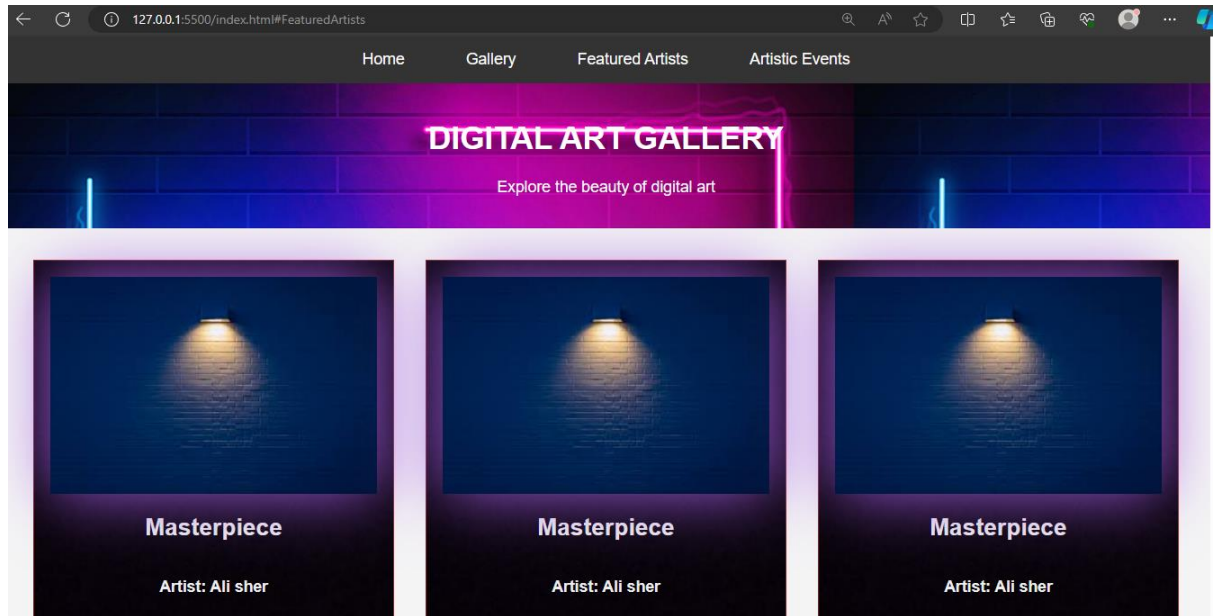 127.0.0.1:5500/index.html#FeaturedArtists
Home Gallery Featured Artists Artistic Events
DIGITAL ART GALLERY
Explore the beauty of digital art
Masterpiece Masterpiece Masterpiece
Artist: Ali sher Artist: Ali sher Artist: Ali sher